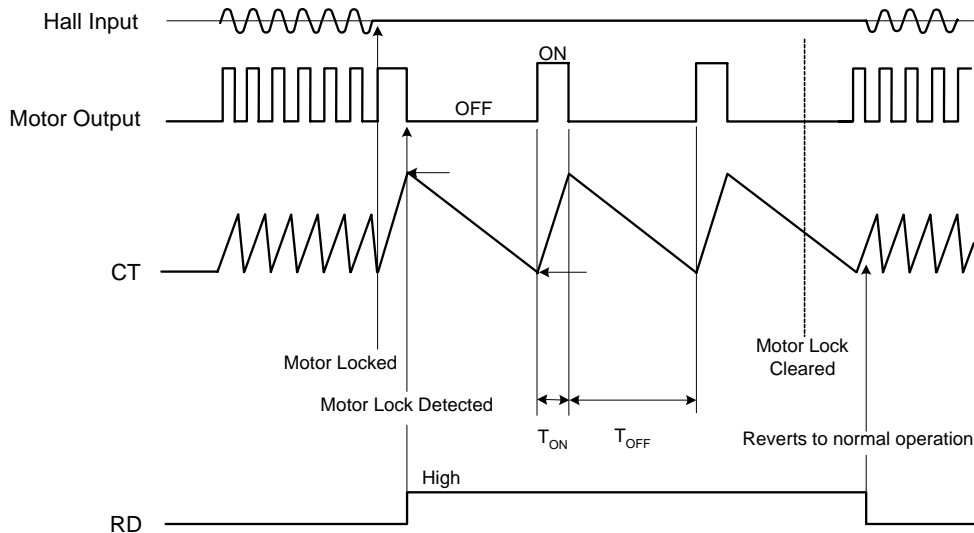 Hall Input
ON
Motor Output
OFF
CT
Motor Locked
Motor Lock
Cleared
Motor Lock Detected
TON
TOFF
Reverts to normal operation
High
RD